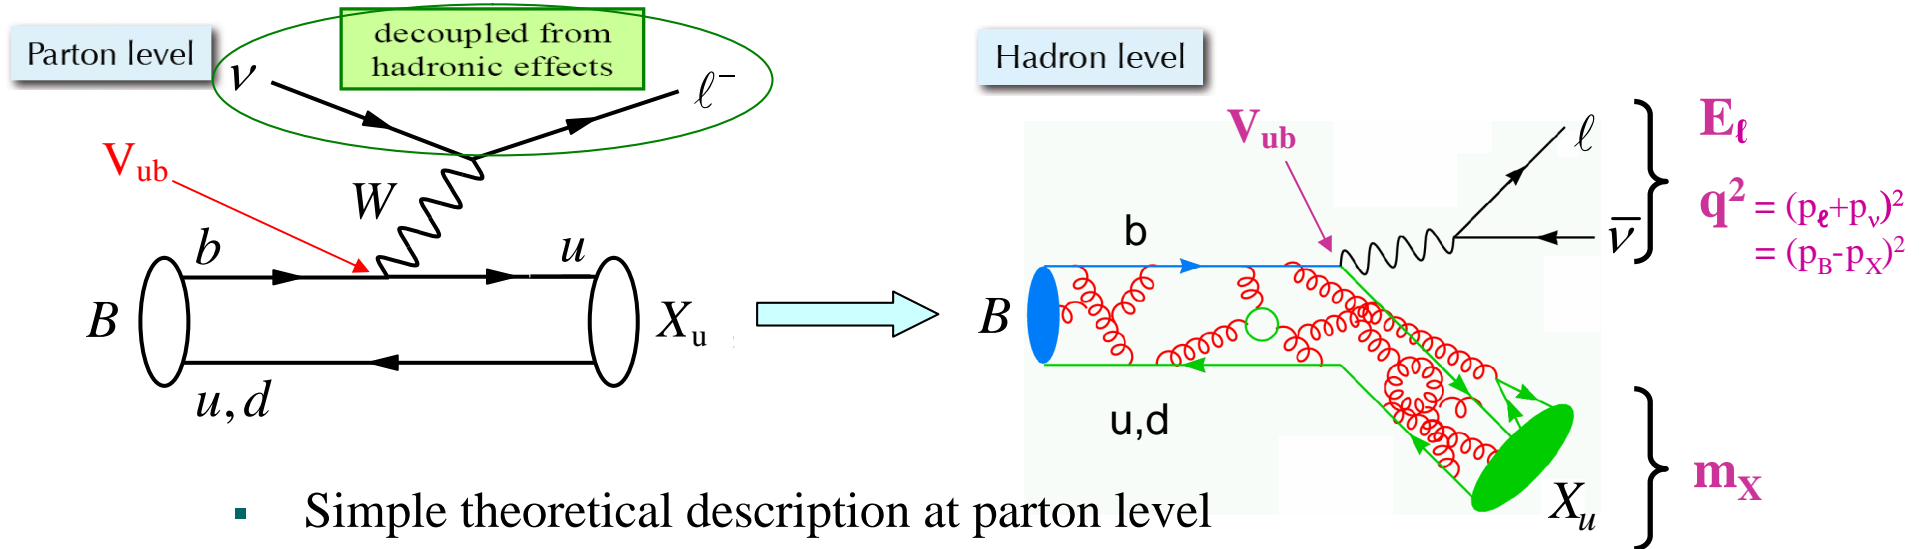 Parton level
decoupled from
hadronic effects
ν
ℓ⁻
V_ub
W
b
u
B
X_u
u, d
Hadron level
V_ub
ℓ
ν̄
b
B
u,d
X_u
E_ℓ
q² = (p_ℓ+p_ν)²
= (p_B-p_X)²
m_X
▪ Simple theoretical description at parton level